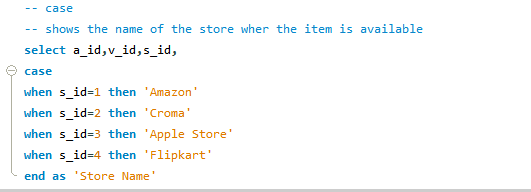 -- case
-- shows the name of the store wher the item is available
select a_id,v_id,s_id,
case
when s_id=1 then 'Amazon'
when s_id=2 then 'Croma'
when s_id=3 then 'Apple Store'
when s_id=4 then 'Flipkart'
end as 'Store Name'